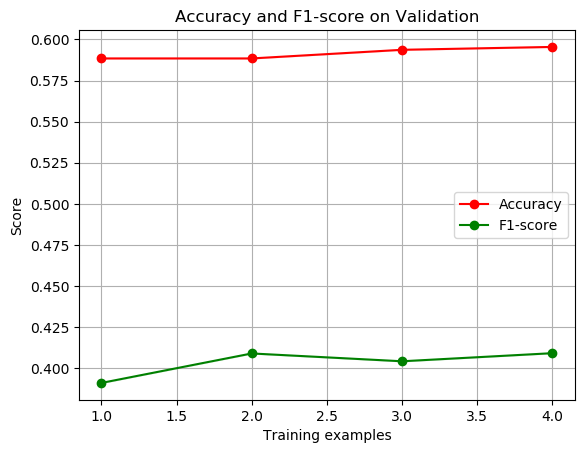 Accuracy and F1-score on Validation
0.600
0.575
0.550
0.525
0.500
0.475
0.450
0.425
0.400
Score
Accuracy
F1-score
1.0 1.5 2.0 2.5 3.0 3.5 4.0
Training examples